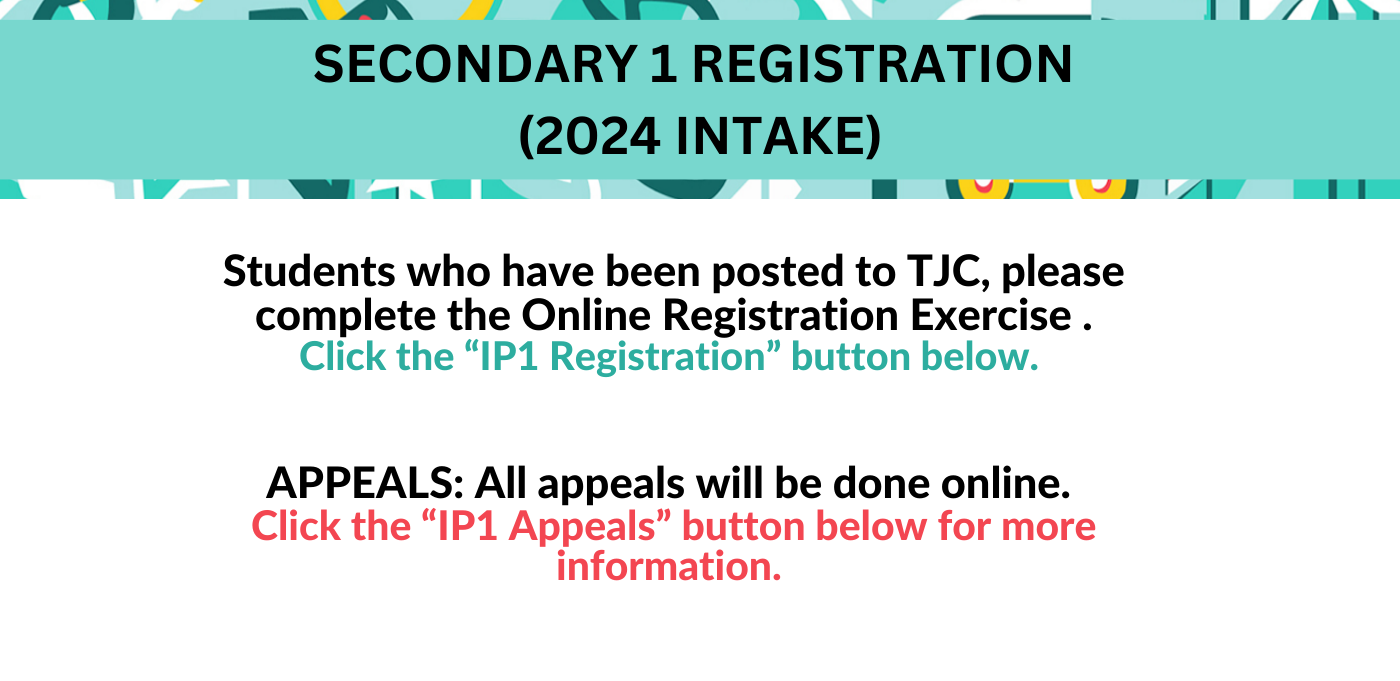 SECONDARY 1 REGISTRATION
(2024 INTAKE)
Students who have been posted to TJC, please
complete the Online Registration Exercise .
Click the “IP1 Registration” button below.
APPEALS: All appeals will be done online.
Click the “IP1 Appeals” button below for more
information.